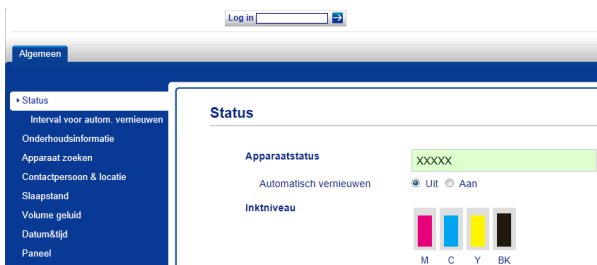 Log in
Algemeen
Status
Interval voor autom. vernieuwen
Onderhoudsinformatie
Apparaat zoeken
Contactpersoon & locatie
Slaapstand
Volume geluid
Datum&tijd
Paneel
Status
Apparaatstatus XXXXX
Automatisch vernieuwen Uit Aan
Inktniveau
M C Y BK